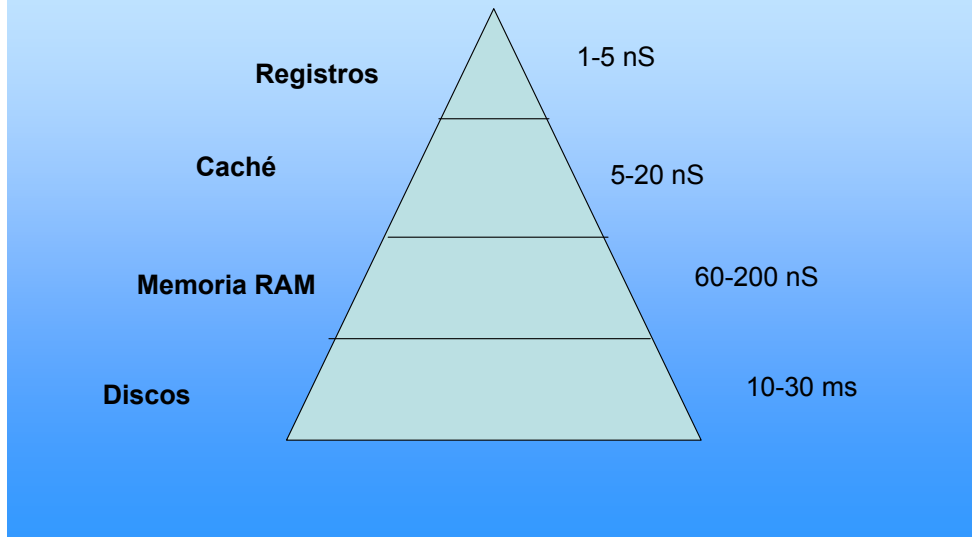 Registros
1-5 nS
Caché
5-20 nS
Memoria RAM
60-200 nS
Discos
10-30 ms